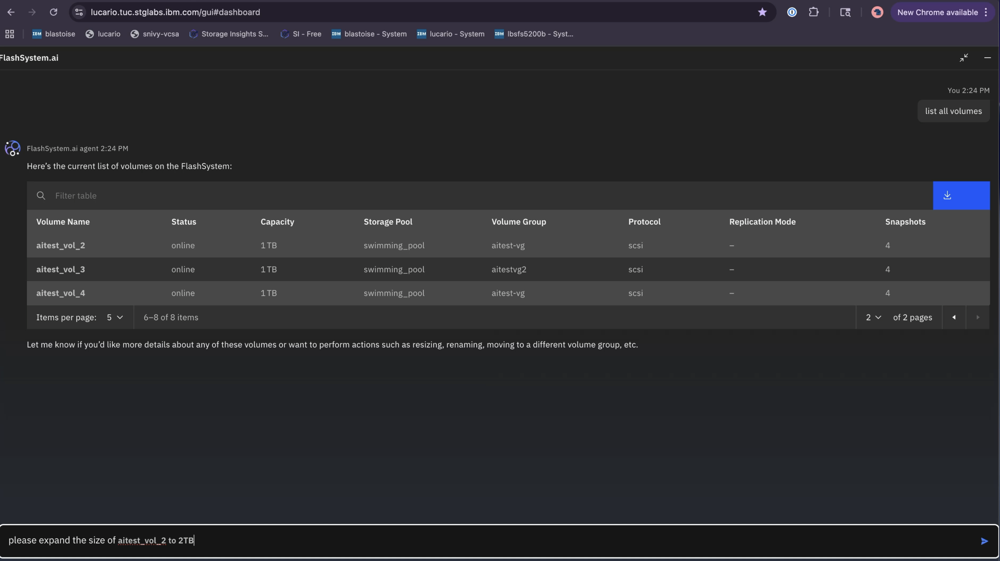 lucario.tuc.stglabs.ibm.com/gui#dashboard
New Chrome available
IBM blastoise lucario snivy-vcsa Storage Insights S... SI - Free IBM blastoise - System IBM lucario - System IBM lbsfs5200b - Syst...
FlashSystem.ai
You 2:24 PM
list all volumes
FlashSystem.ai agent 2:24 PM
Here’s the current list of volumes on the FlashSystem:
Filter table
Volume Name Status Capacity Storage Pool Volume Group Protocol Replication Mode Snapshots
aitest_vol_2 online 1 TB swimming_pool aitest-vg scsi – 4
aitest_vol_3 online 1 TB swimming_pool aitestvg2 scsi – 4
aitest_vol_4 online 1 TB swimming_pool aitest-vg scsi – 4
Items per page: 5 6–8 of 8 items 2 of 2 pages
Let me know if you’d like more details about any of these volumes or want to perform actions such as resizing, renaming, moving to a different volume group, etc.
please expand the size of aitest_vol_2 to 2TB